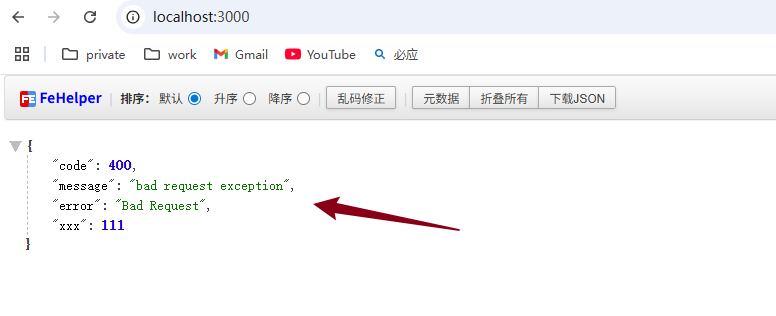 localhost:3000
private work Gmail YouTube 必应
FeHelper | 排序: 默认 升序 降序 | 乱码修正 | 元数据 折叠所有 下载JSON
{
"code": 400,
"message": "bad request exception",
"error": "Bad Request",
"xxx": 111
}